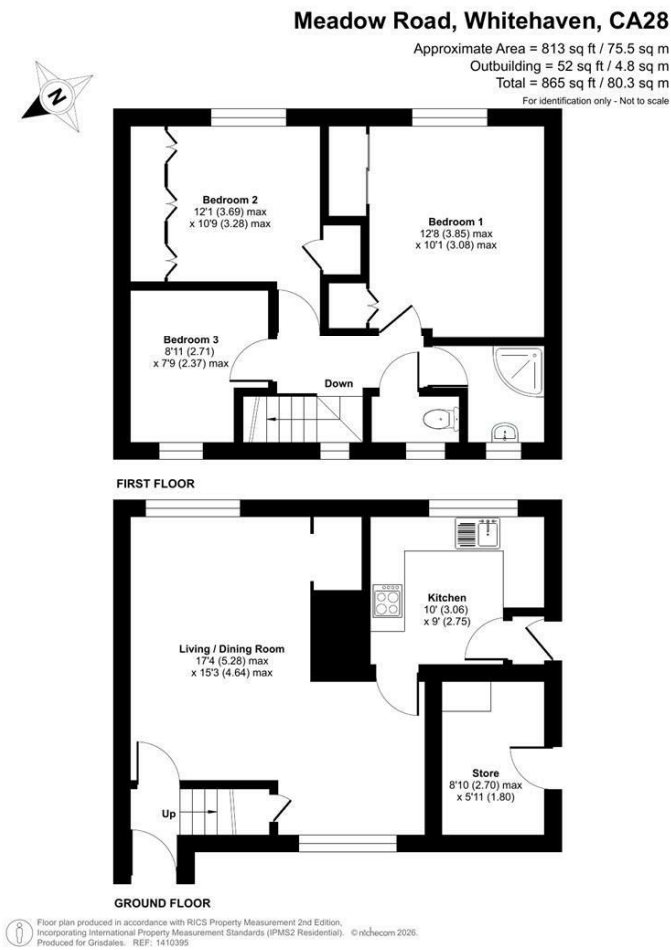 Meadow Road, Whitehaven, CA28
Approximate Area = 813 sq ft / 75.5 sq m
Outbuilding = 52 sq ft / 4.8 sq m
Total = 865 sq ft / 80.3 sq m
For identification only - Not to scale
N
Bedroom 2
12'1 (3.69) max
x 10'9 (3.28) max
Bedroom 1
12'8 (3.85) max
x 10'1 (3.08) max
Bedroom 3
8'11 (2.71)
x 7'9 (2.37) max
Down
FIRST FLOOR
Kitchen
10' (3.06)
x 9' (2.75)
Living / Dining Room
17'4 (5.28) max
x 15'3 (4.64) max
Store
8'10 (2.70) max
x 5'11 (1.80)
Up
GROUND FLOOR
Floor plan produced in accordance with RICS Property Measurement 2nd Edition,
Incorporating International Property Measurement Standards (IPMS2 Residential). © nichecom 2026.
Produced for Grisdales. REF: 1410395